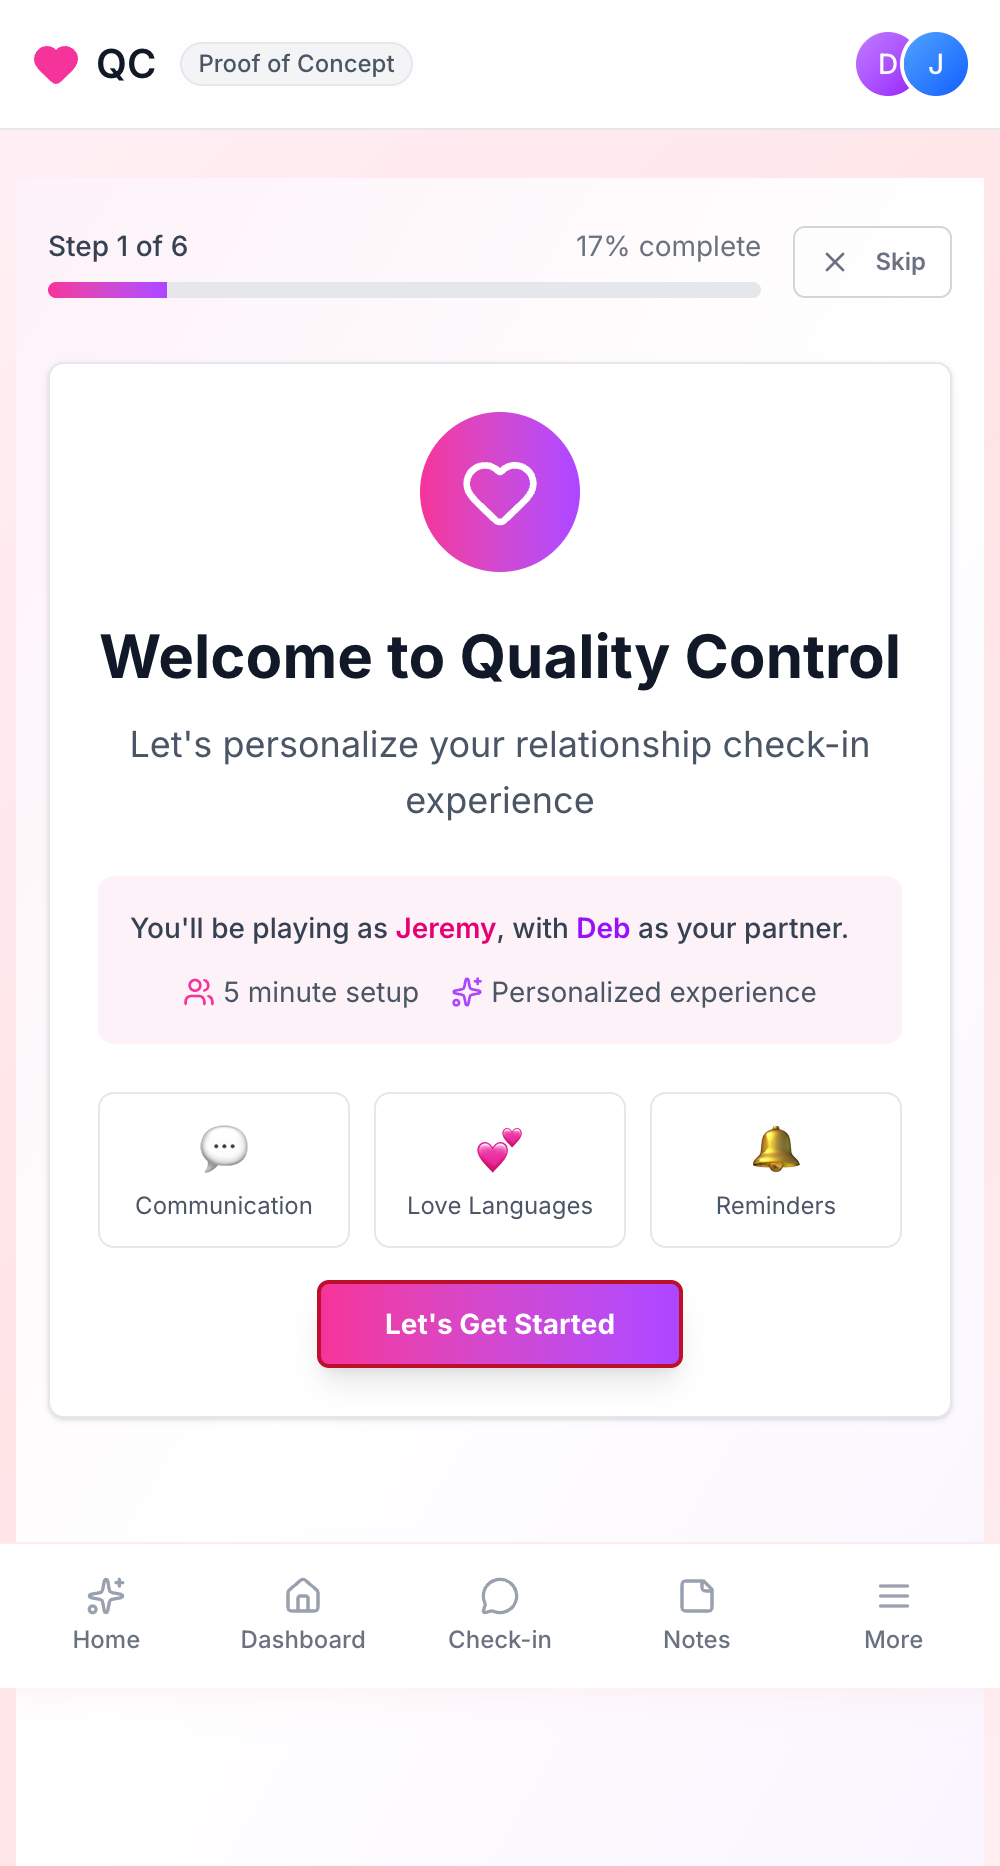 QC
Proof of Concept
D
J
Step 1 of 6
17% complete
Skip
Welcome to Quality Control
Let's personalize your relationship check-in
experience
You'll be playing as Jeremy, with Deb as your partner.
5 minute setup
Personalized experience
Communication
Love Languages
Reminders
Let's Get Started
Home
Dashboard
Check-in
Notes
More